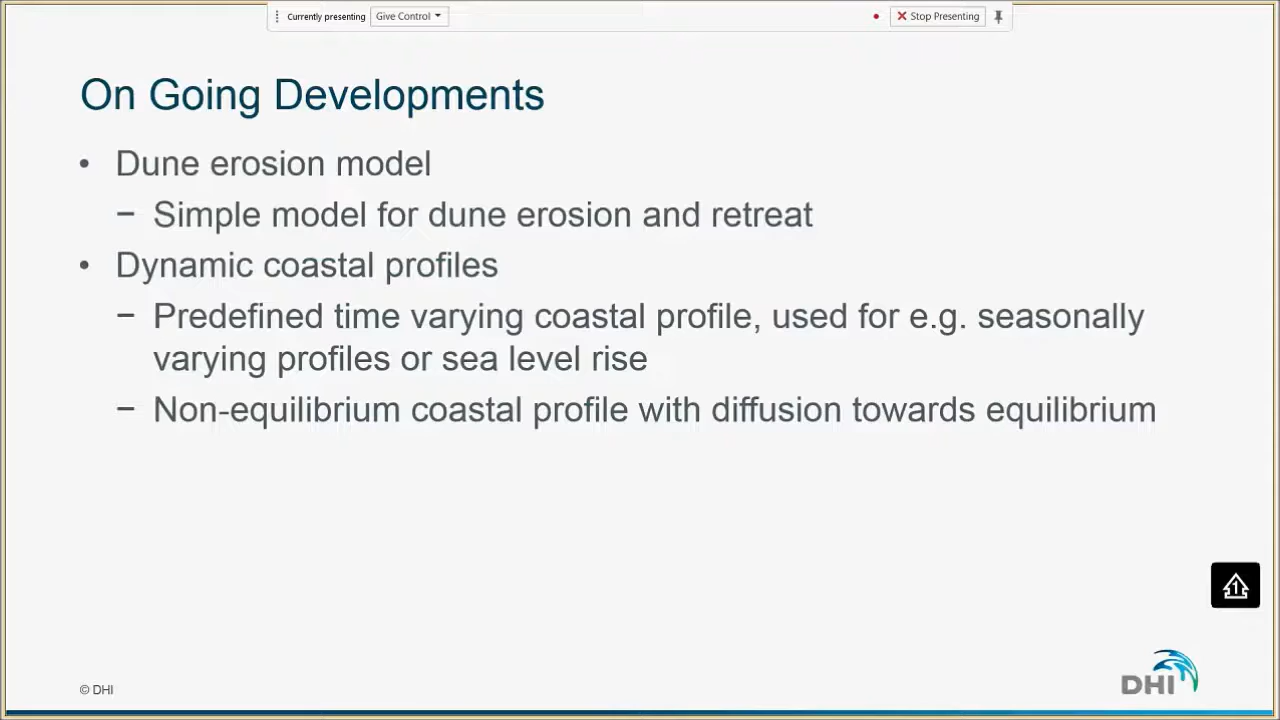 Currently presenting Give Control Stop Presenting
On Going Developments
• Dune erosion model
− Simple model for dune erosion and retreat
• Dynamic coastal profiles
− Predefined time varying coastal profile, used for e.g. seasonally
varying profiles or sea level rise
− Non-equilibrium coastal profile with diffusion towards equilibrium
1
© DHI
DHI